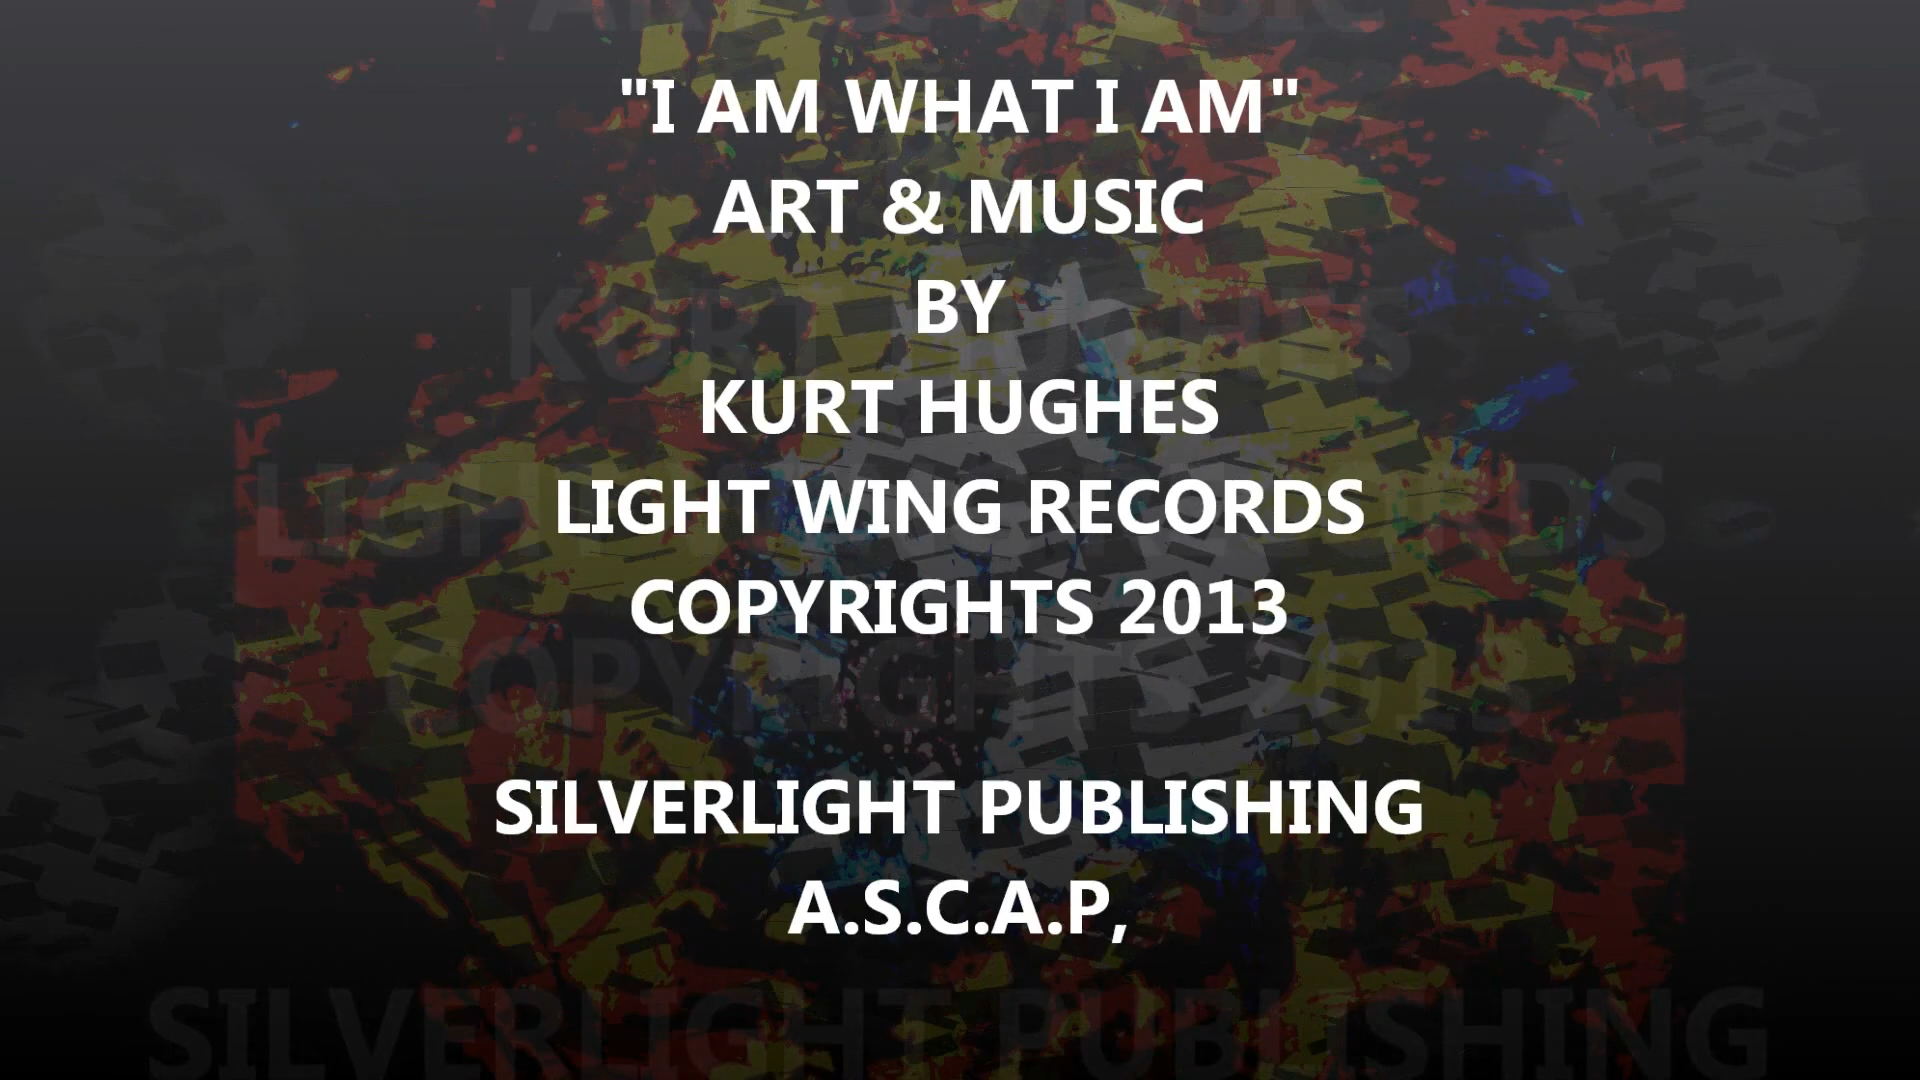 "I AM WHAT I AM"
ART & MUSIC
BY
KURT HUGHES
LIGHT WING RECORDS
COPYRIGHTS 2013
SILVERLIGHT PUBLISHING
A.S.C.A.P,